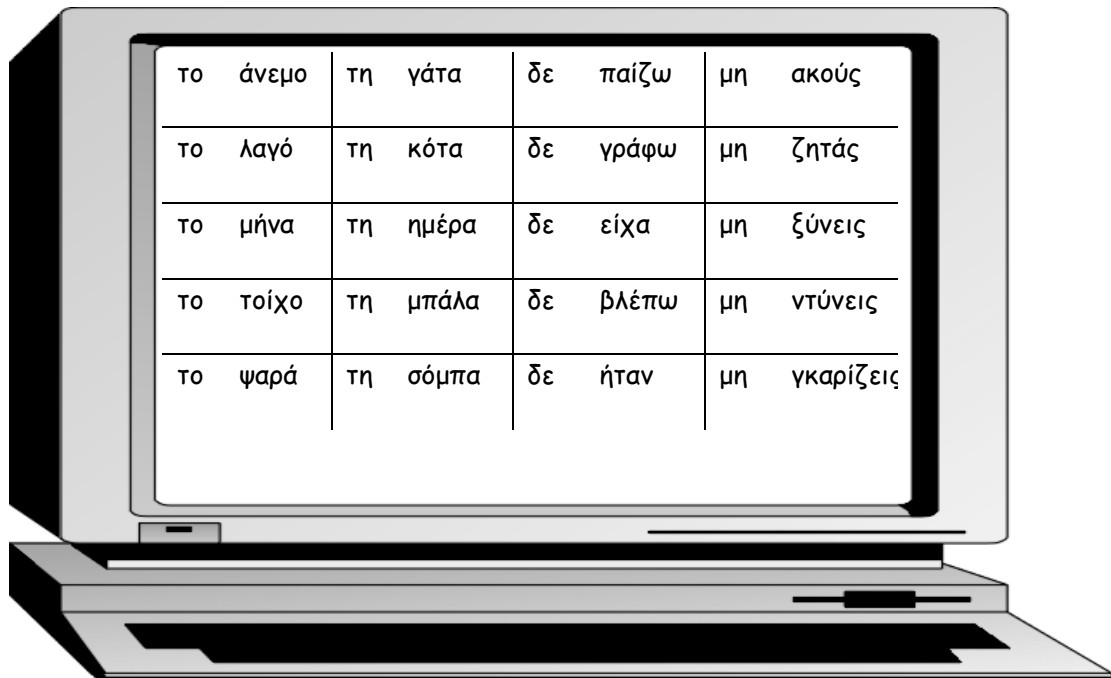 το άνεμο τη γάτα δε παίζω μη ακούς
το λαγό τη κότα δε γράφω μη ζητάς
το μήνα τη ημέρα δε είχα μη ξύνεις
το τοίχο τη μπάλα δε βλέπω μη ντύνεις
το ψαρά τη σόμπα δε ήταν μη γκαρίζεις